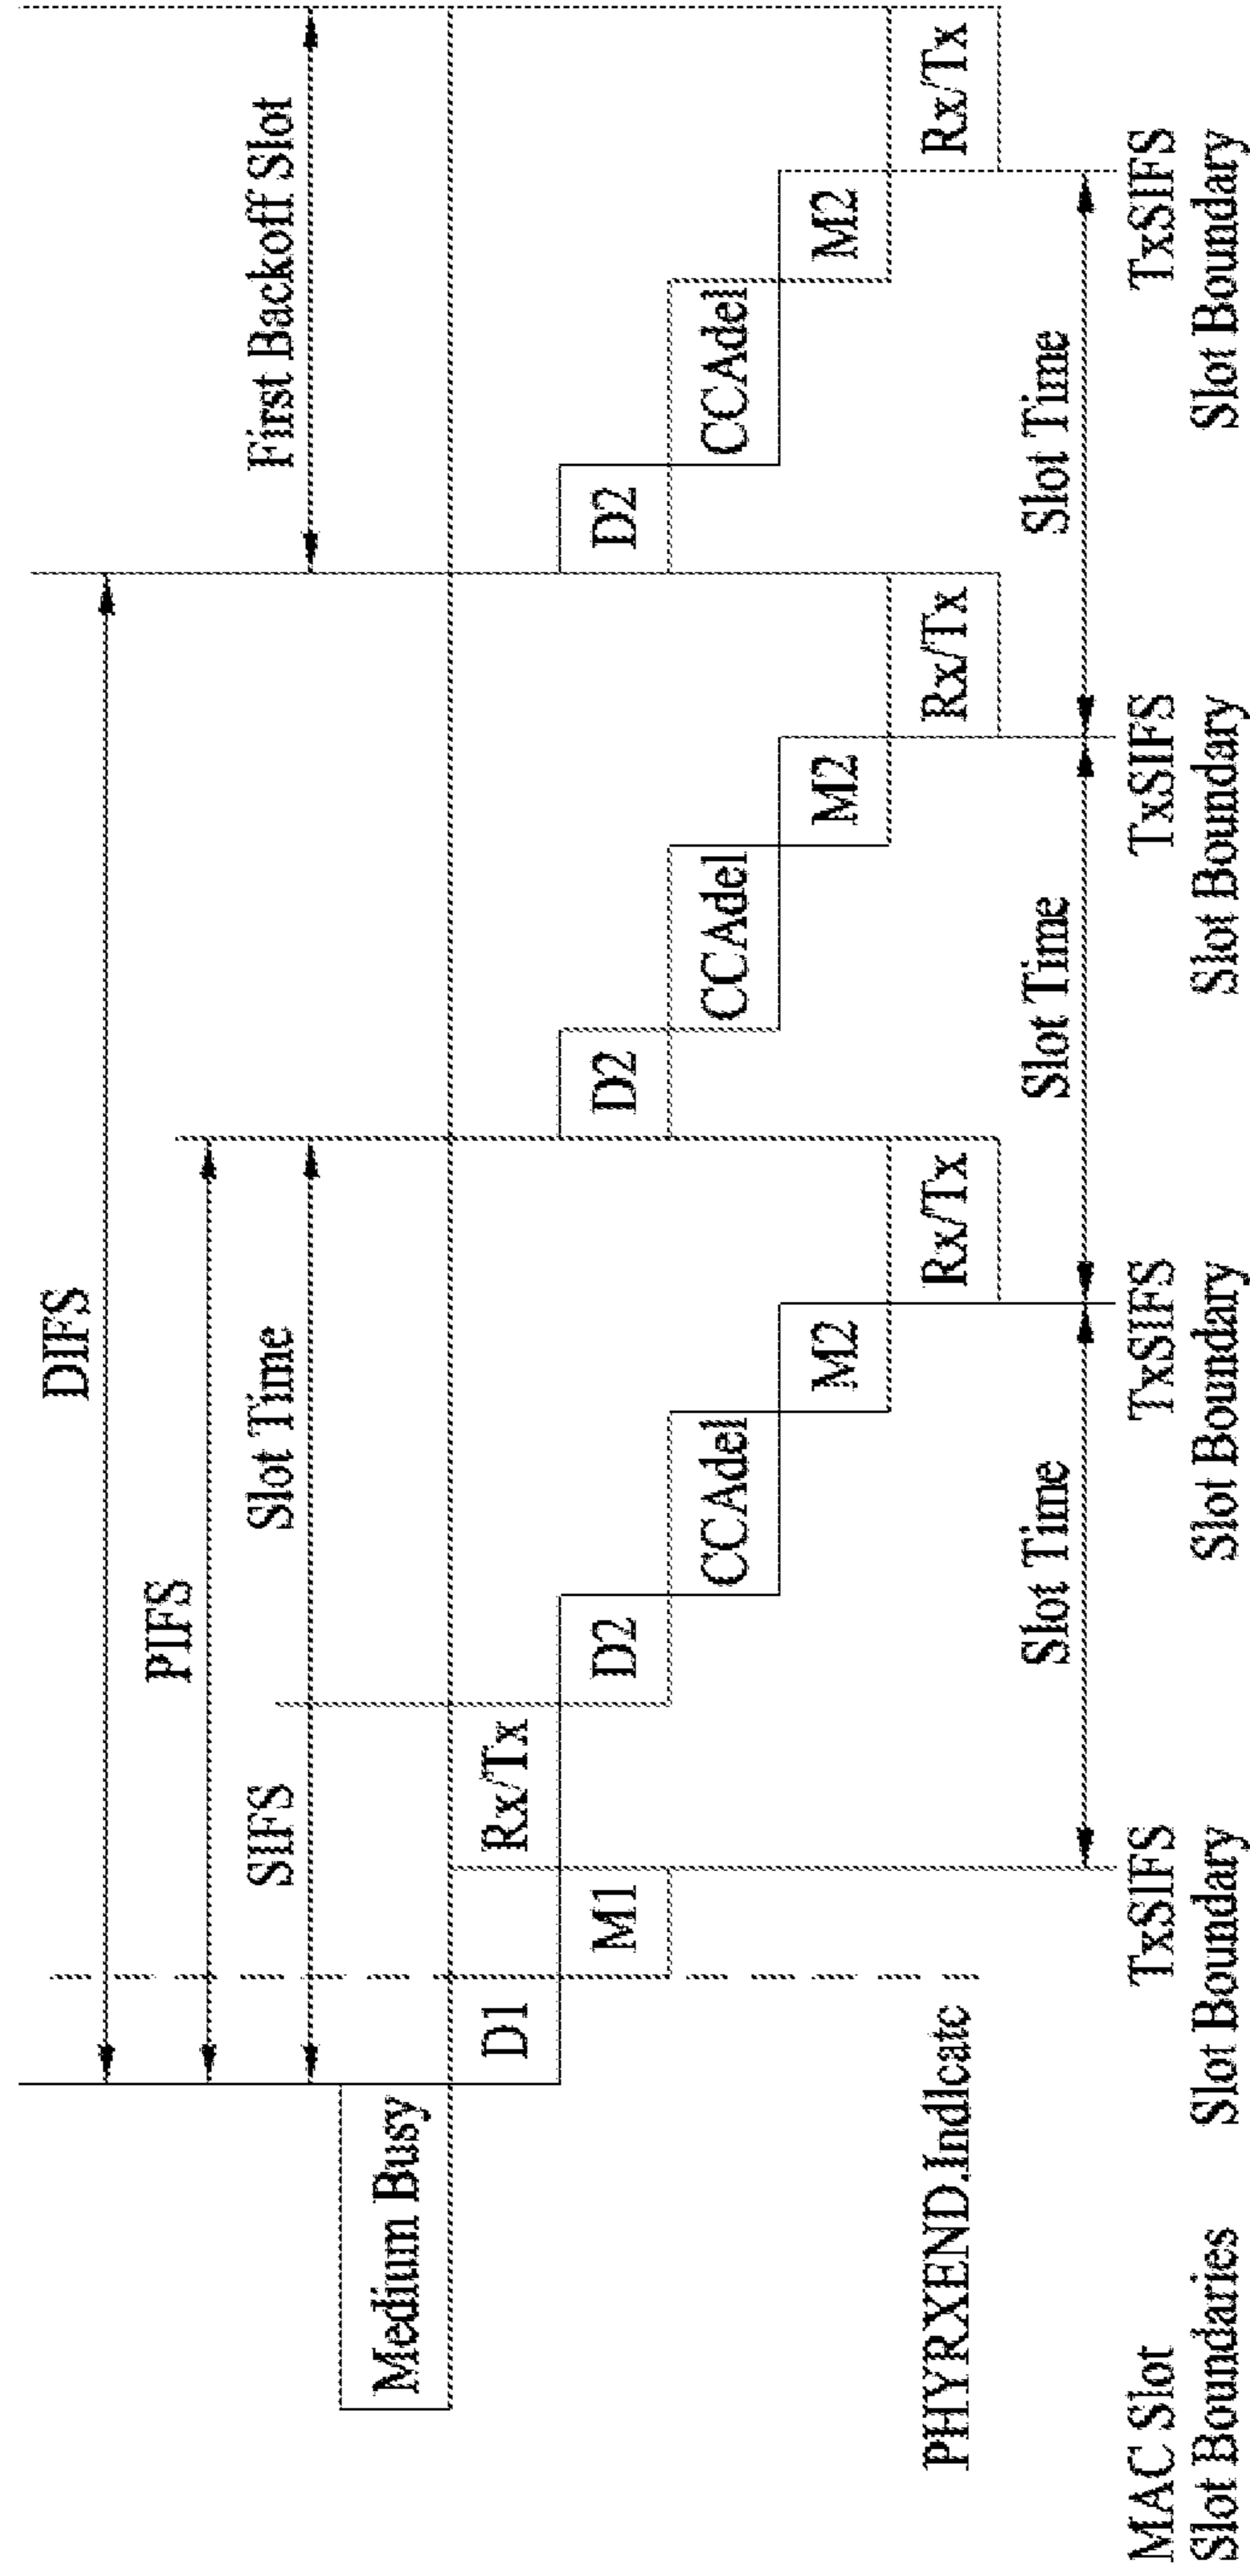 DIFS
PIFS
SIFS
Slot Time
First Backoff Slot
Medium Busy
D1
Rx/Tx
M1
D2
D2
D2
CCAdel
CCAdel
CCAdel
M2
M2
M2
Rx/Tx
Rx/Tx
Rx/Tx
PHYRXEND.Indlcatc
Slot Time
Slot Time
Slot Time
MAC Slot
Slot Boundaries
TxSIFS
Slot Boundary
TxSIFS
Slot Boundary
TxSIFS
Slot Boundary
TxSIFS
Slot Boundary